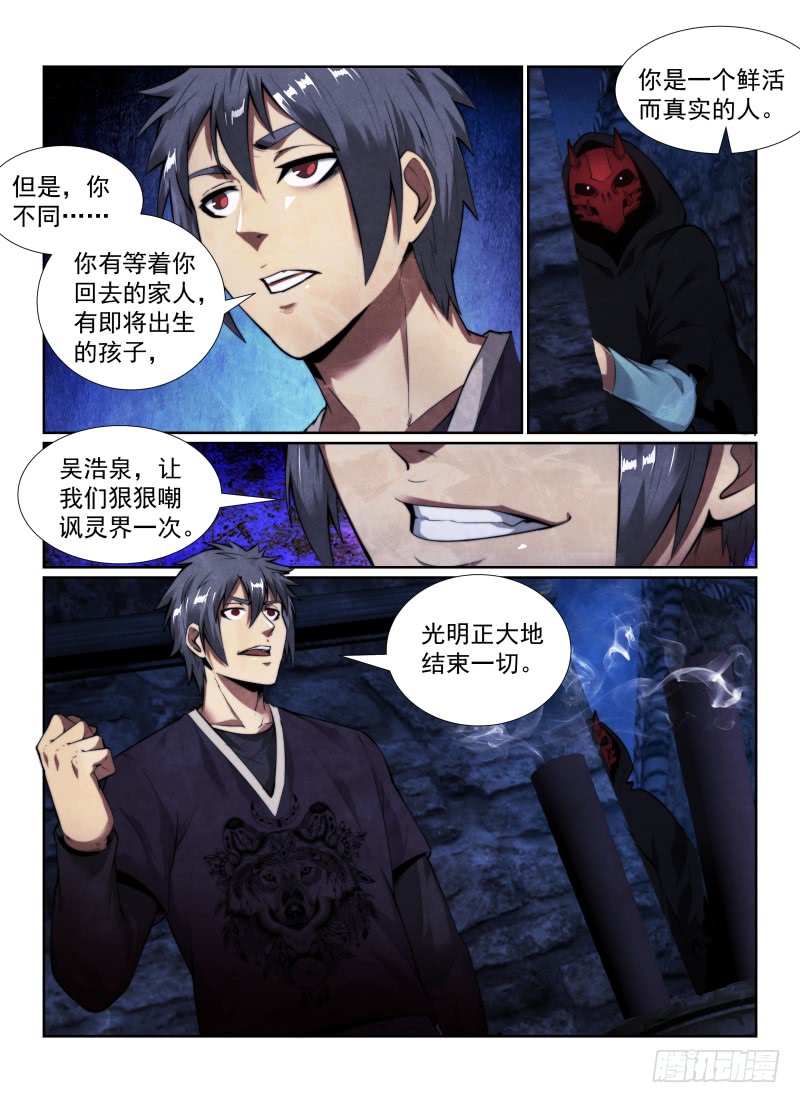 但是，你
不同……
你有等着你
回去的家人，
有即将出生
的孩子，
你是一个鲜活
而真实的人。
吴浩泉，让
我们狠狠嘲
讽灵界一次。
光明正大地
结束一切。
腾讯动漫